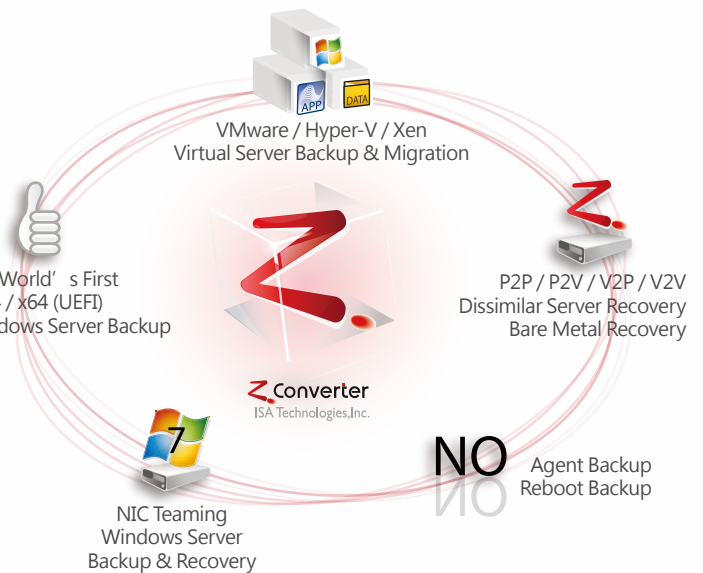 APP
DATA
VMware / Hyper-V / Xen
Virtual Server Backup & Migration
World’ s First
/ x64 (UEFI)
Server Backup
P2P / P2V / V2P / V2V
Dissimilar Server Recovery
Bare Metal Recovery
Z.Converter
ISA Technologies,Inc.
7
NIC Teaming
Windows Server
Backup & Recovery
NO
Agent Backup
Reboot Backup